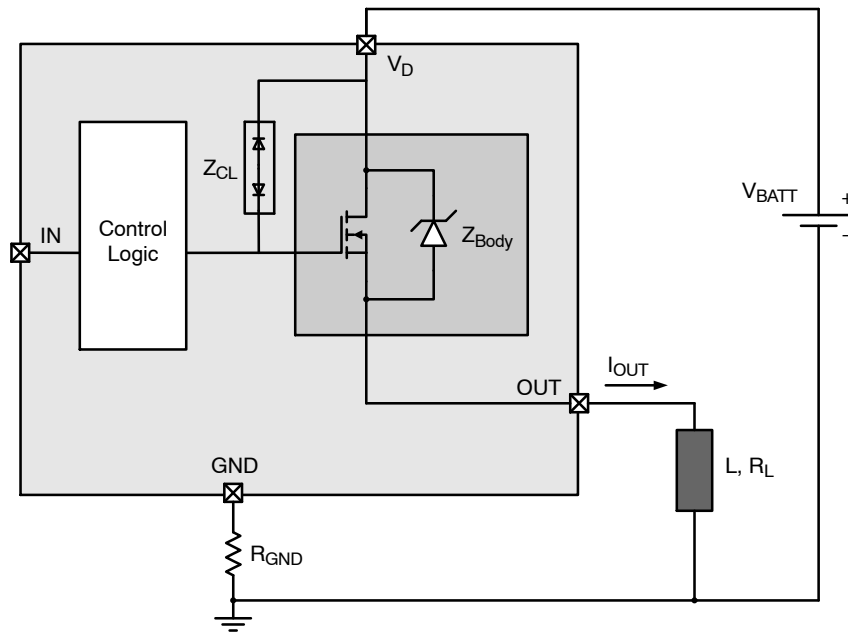 V_D
Z_CL
V_BATT
+
IN
Control
Logic
Z_Body
−
I_OUT
OUT
GND
L, R_L
R_GND